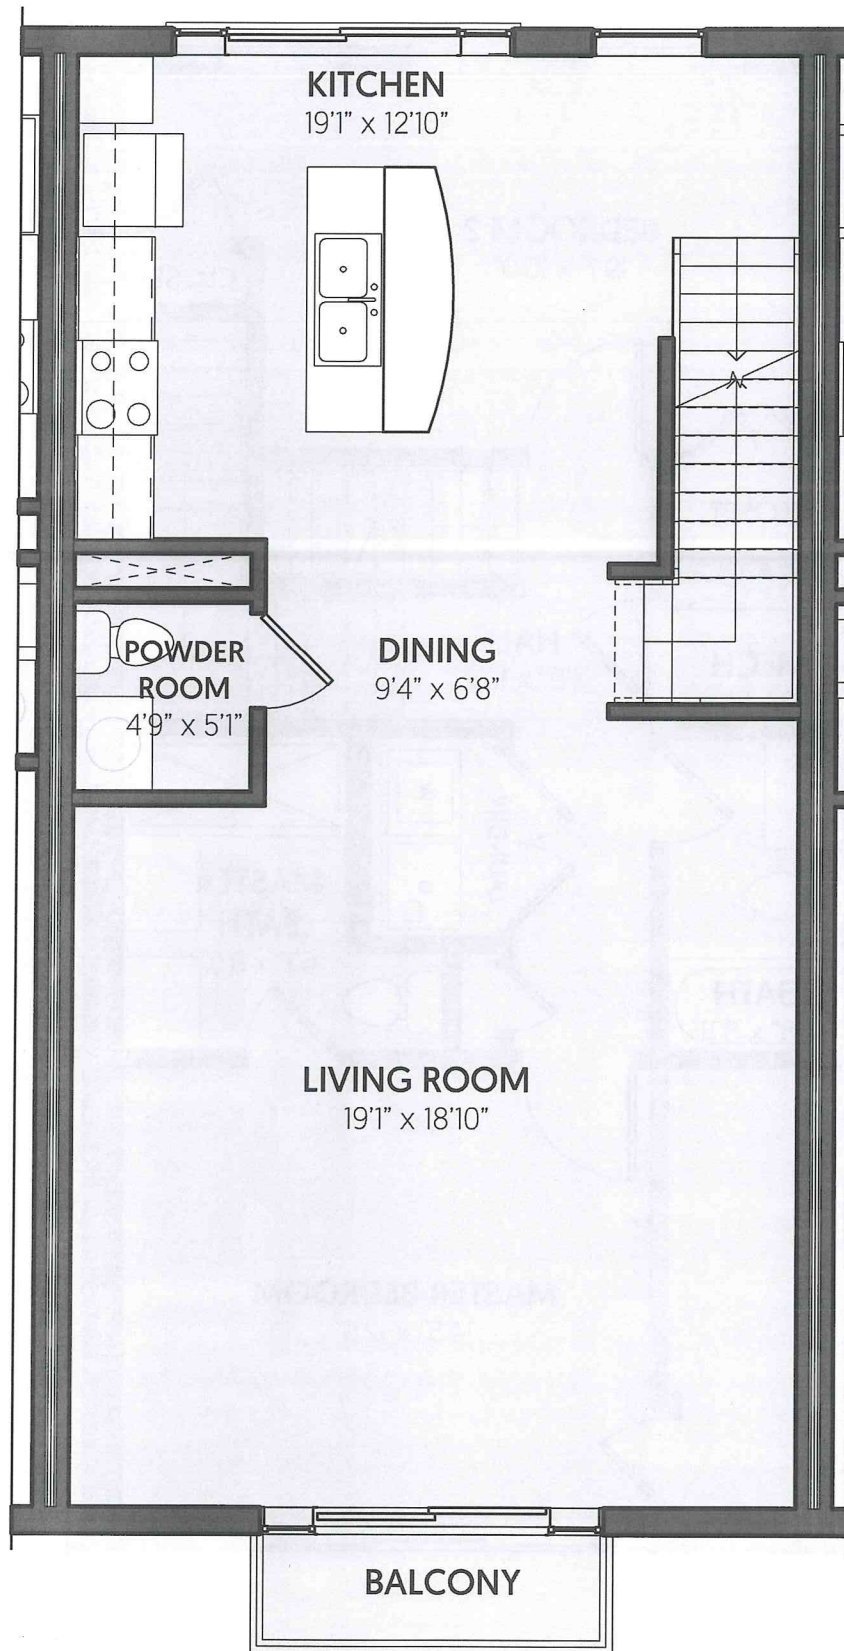 KITCHEN
19'1" x 12'10"
POWDER
ROOM
4'9" x 5'1"
DINING
9'4" x 6'8"
LIVING ROOM
19'1" x 18'10"
BALCONY